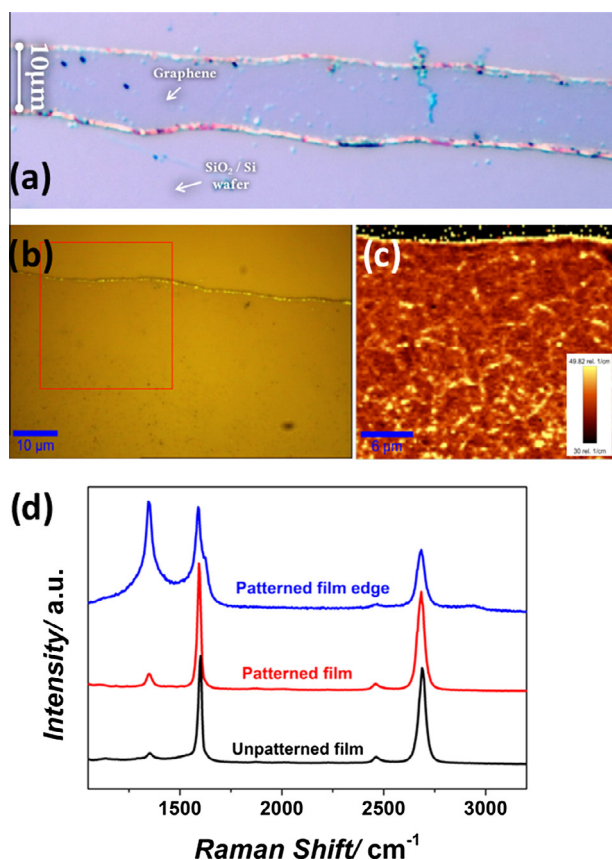 10μm
Graphene
SiO₂ / Si
wafer
(a)
(b)
10 μm
(c)
49.82 rel. 1/cm
30 rel. 1/cm
6 μm
(d)
Intensity/ a.u.
Patterned film edge
Patterned film
Unpatterned film
1500
2000
2500
3000
Raman Shift/ cm⁻¹